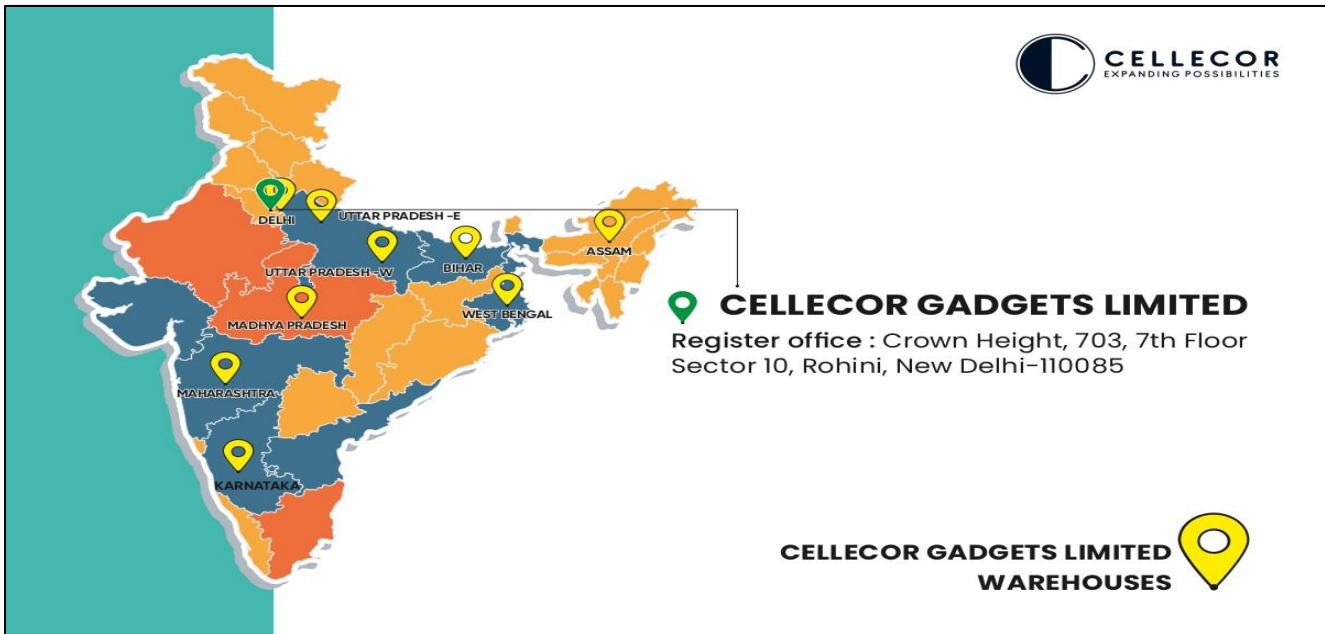 CELLECOR
EXPANDING POSSIBILITIES
DELHI
UTTAR PRADESH -E
UTTAR PRADESH -W
BIHAR
ASSAM
WEST BENGAL
MADHYA PRADESH
MAHARASHTRA
KARNATAKA
CELLECOR GADGETS LIMITED
Register office : Crown Height, 703, 7th Floor
Sector 10, Rohini, New Delhi-110085
CELLECOR GADGETS LIMITED
WAREHOUSES